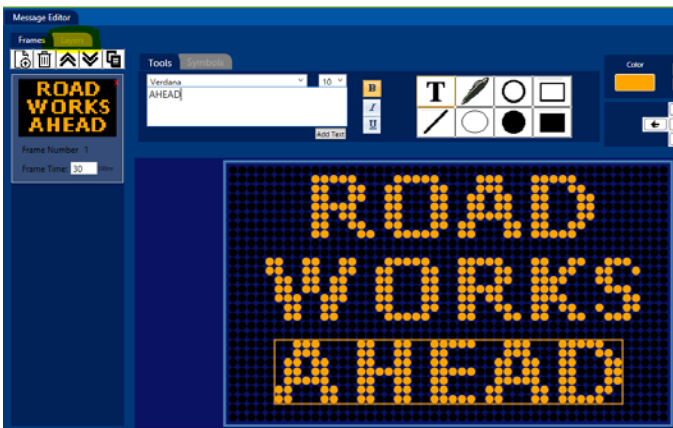 Message Editor
Frames Layers
Tools Symbols
Color
Verdana 10
AHEAD
B
I
U
Add Text
T
ROAD
WORKS
AHEAD
X
Frame Number 1
Frame Time: 30
ROAD
WORKS
AHEAD